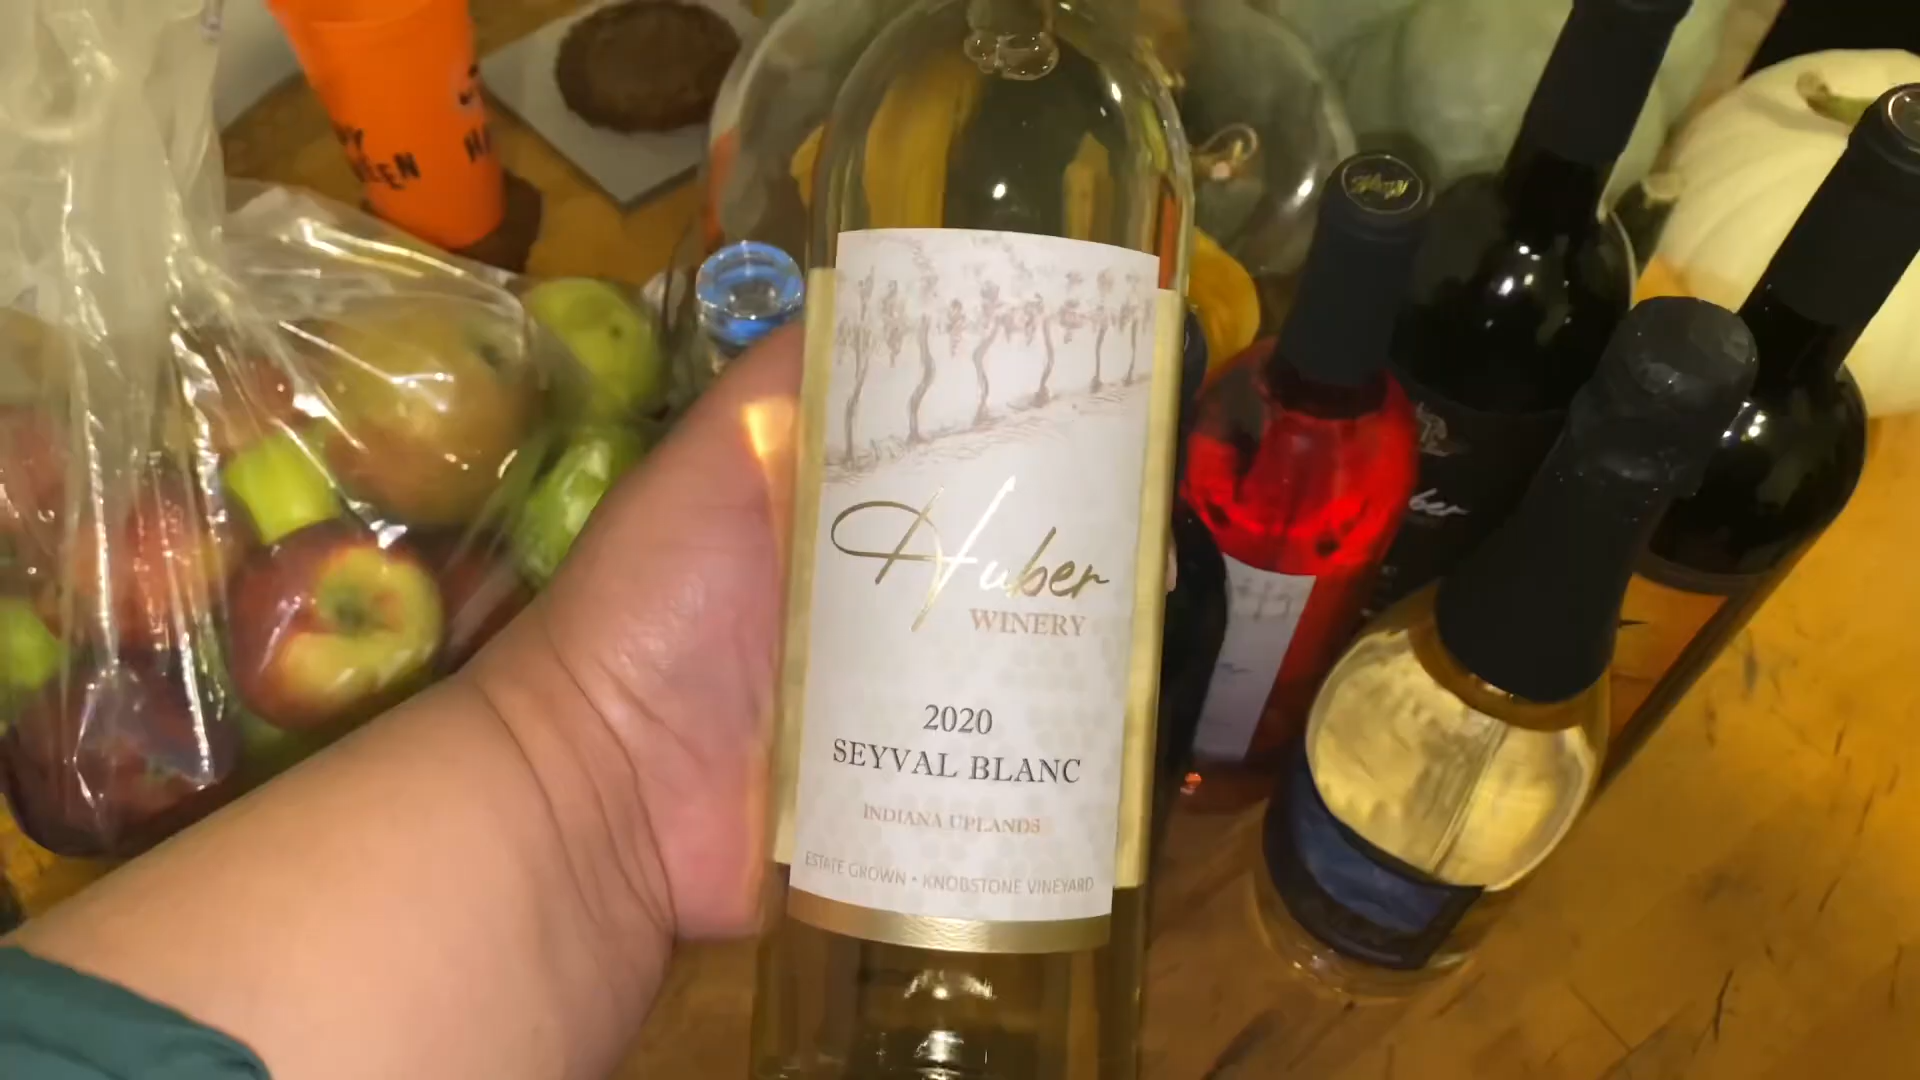 Huber
WINERY
2020
SEYVAL BLANC
INDIANA UPLANDS
ESTATE GROWN • KNOBSTONE VINEYARD